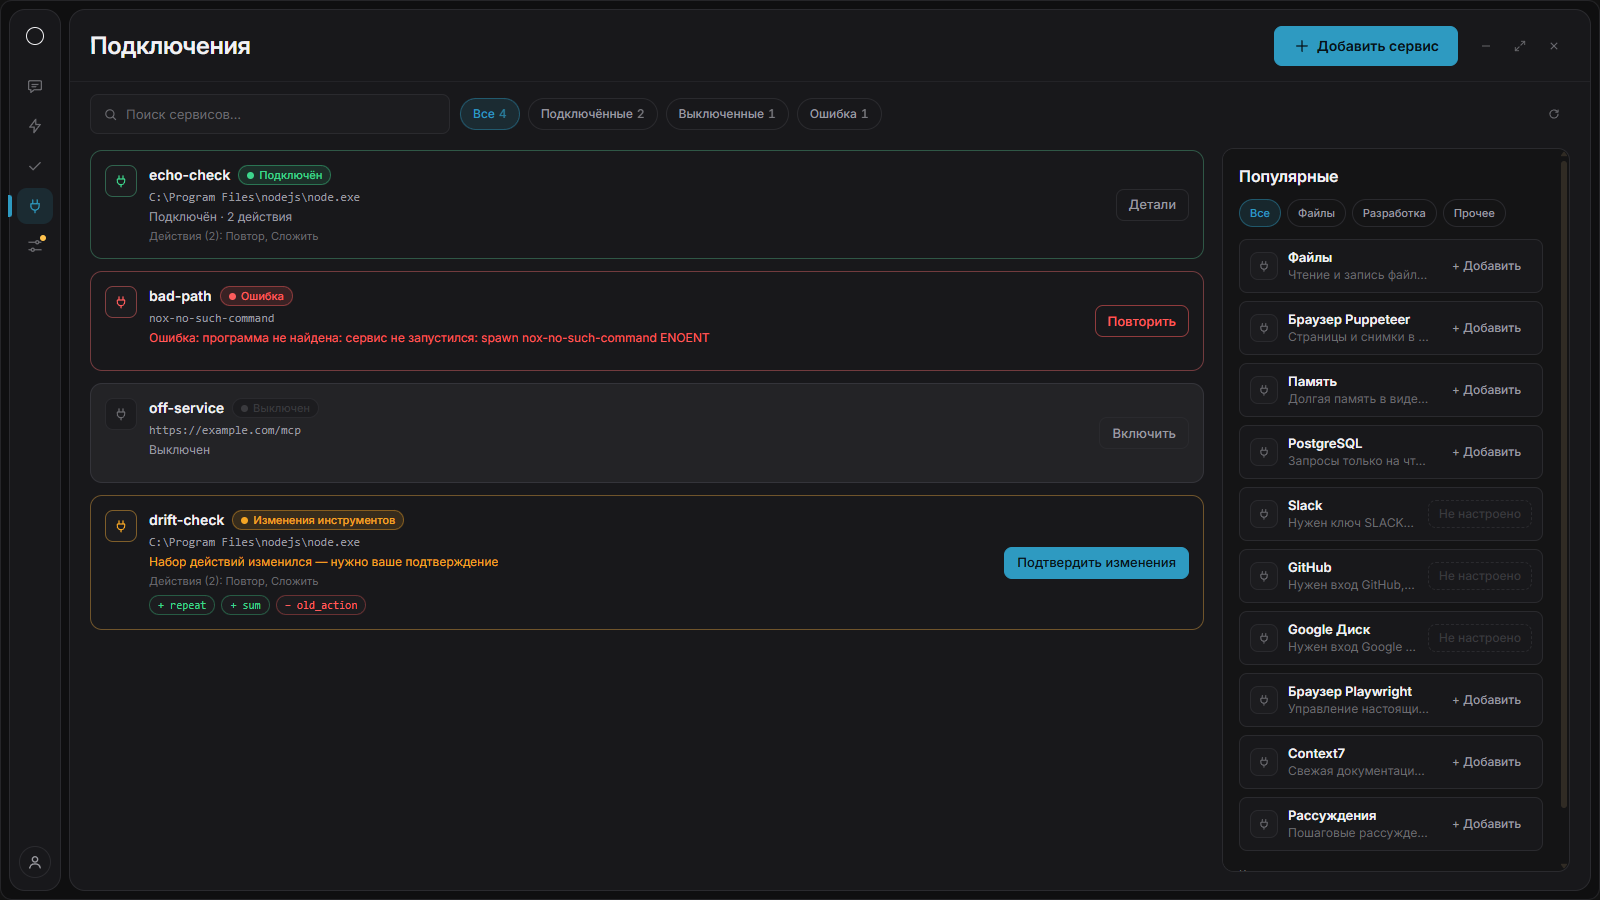 Подключения
+ Добавить сервис
Поиск сервисов...
Все 4
Подключённые 2
Выключенные 1
Ошибка 1
echo-check
Подключён
C:\Program Files\nodejs\node.exe
Подключён · 2 действия
Действия (2): Повтор, Сложить
Детали
bad-path
Ошибка
nox-no-such-command
Ошибка: программа не найдена: сервис не запустился: spawn nox-no-such-command ENOENT
Повторить
off-service
Выключен
https://example.com/mcp
Выключен
Включить
drift-check
Изменения инструментов
C:\Program Files\nodejs\node.exe
Набор действий изменился — нужно ваше подтверждение
Действия (2): Повтор, Сложить
+ repeat
+ sum
− old_action
Подтвердить изменения
Популярные
Все
Файлы
Разработка
Прочее
Файлы
Чтение и запись файл...
+ Добавить
Браузер Puppeteer
Страницы и снимки в ...
+ Добавить
Память
Долгая память в виде...
+ Добавить
PostgreSQL
Запросы только на чт...
+ Добавить
Slack
Нужен ключ SLACK...
Не настроено
GitHub
Нужен вход GitHub,...
Не настроено
Google Диск
Нужен вход Google ...
Не настроено
Браузер Playwright
Управление настоящи...
+ Добавить
Context7
Свежая документаци...
+ Добавить
Рассуждения
Пошаговые рассужде...
+ Добавить